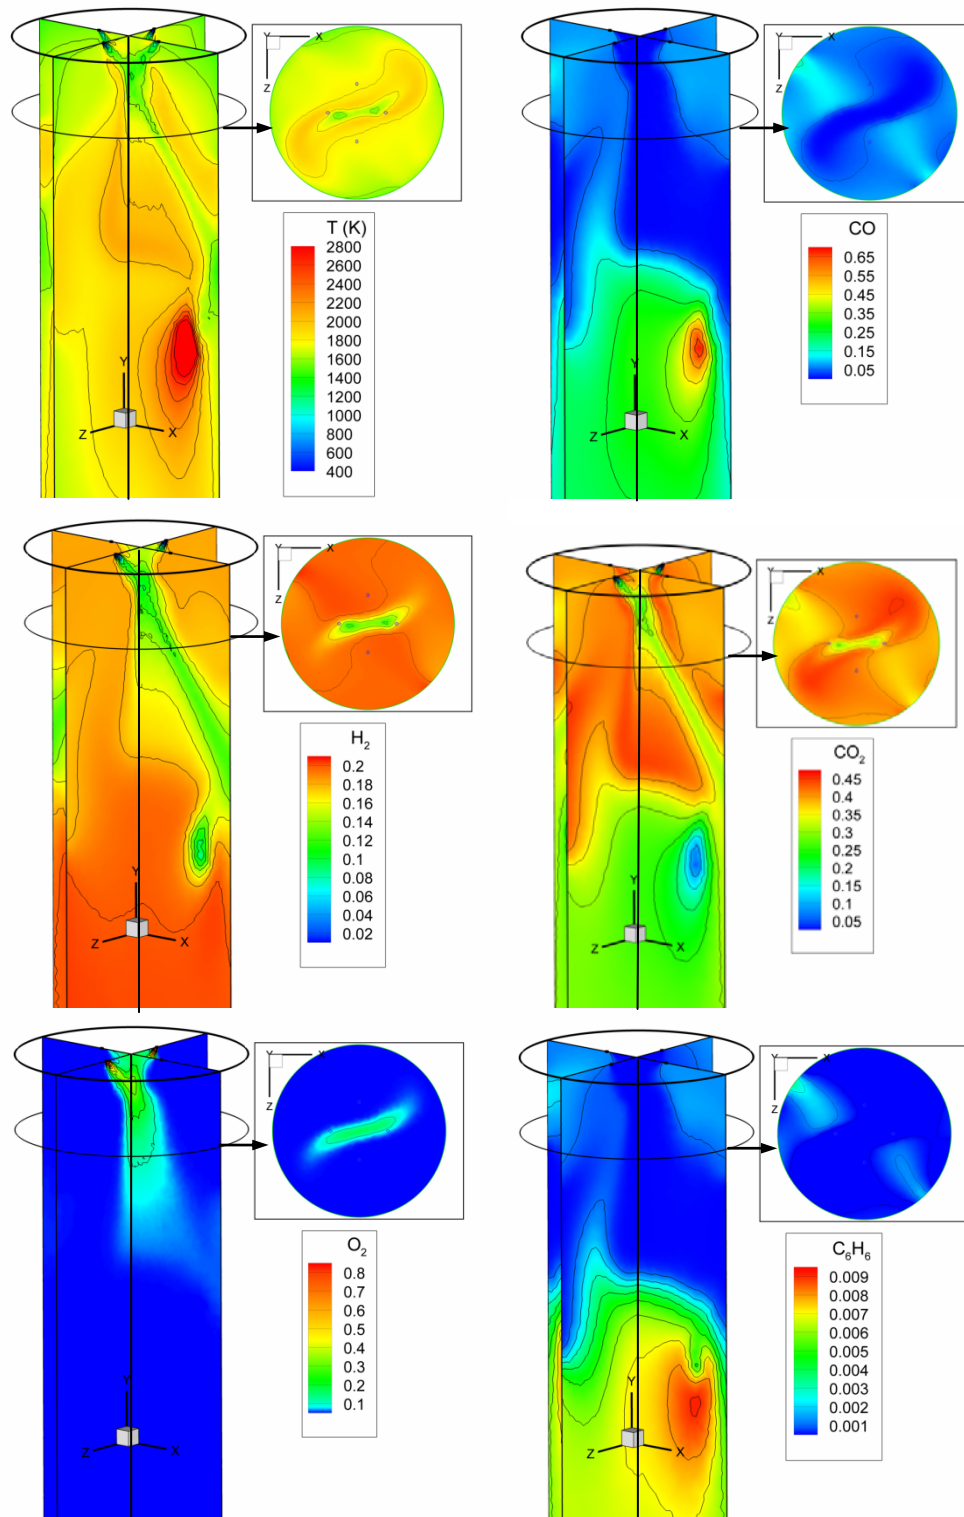 Y X
Z
T (K)
2800
2600
2400
2200
2000
1800
1600
1400
1200
1000
800
600
400
Y
Z X
Y X
Z
CO
0.65
0.55
0.45
0.35
0.25
0.15
0.05
Y
Z X
Y X
Z
H2
0.2
0.18
0.16
0.14
0.12
0.1
0.08
0.06
0.04
0.02
Y
Z X
Y X
Z
CO2
0.45
0.4
0.35
0.3
0.25
0.2
0.15
0.1
0.05
Y
Z X
Y X
Z
O2
0.8
0.7
0.6
0.5
0.4
0.3
0.2
0.1
Y
Z X
Y X
Z
C6H6
0.009
0.008
0.007
0.006
0.005
0.004
0.003
0.002
0.001
Y
Z X